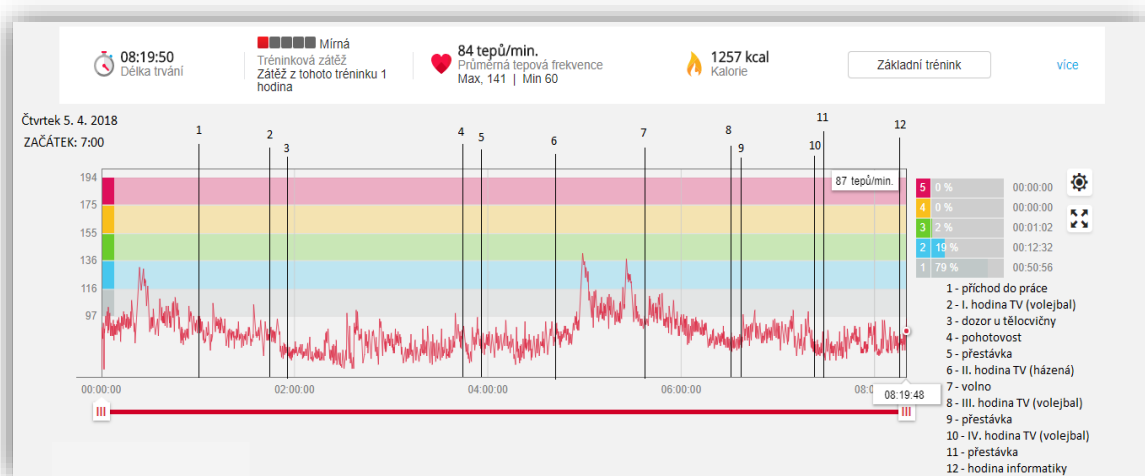 08:19:50
Délka trvání
Mírná
Tréninková zátěž
Zátěž z tohoto tréninku 1
hodina
84 tepů/min.
Průměrná tepová frekvence
Max, 141 | Min 60
1257 kcal
Kalorie
Základní trénink
více
Čtvrtek 5. 4. 2018
ZAČÁTEK: 7:00
1
2
3
4
5
6
7
8
9
10
11
12
194
175
155
136
116
97
87 tepů/min.
5 0 % 00:00:00
4 0 % 00:00:00
3 2 % 00:01:02
2 19 % 00:12:32
1 79 % 00:50:56
00:00:00
02:00:00
04:00:00
06:00:00
08:0
08:19:48
1 - příchod do práce
2 - I. hodina TV (volejbal)
3 - dozor u tělocvičny
4 - pohotovost
5 - přestávka
6 - II. hodina TV (házená)
7 - volno
8 - III. hodina TV (volejbal)
9 - přestávka
10 - IV. hodina TV (volejbal)
11 - přestávka
12 - hodina informatiky